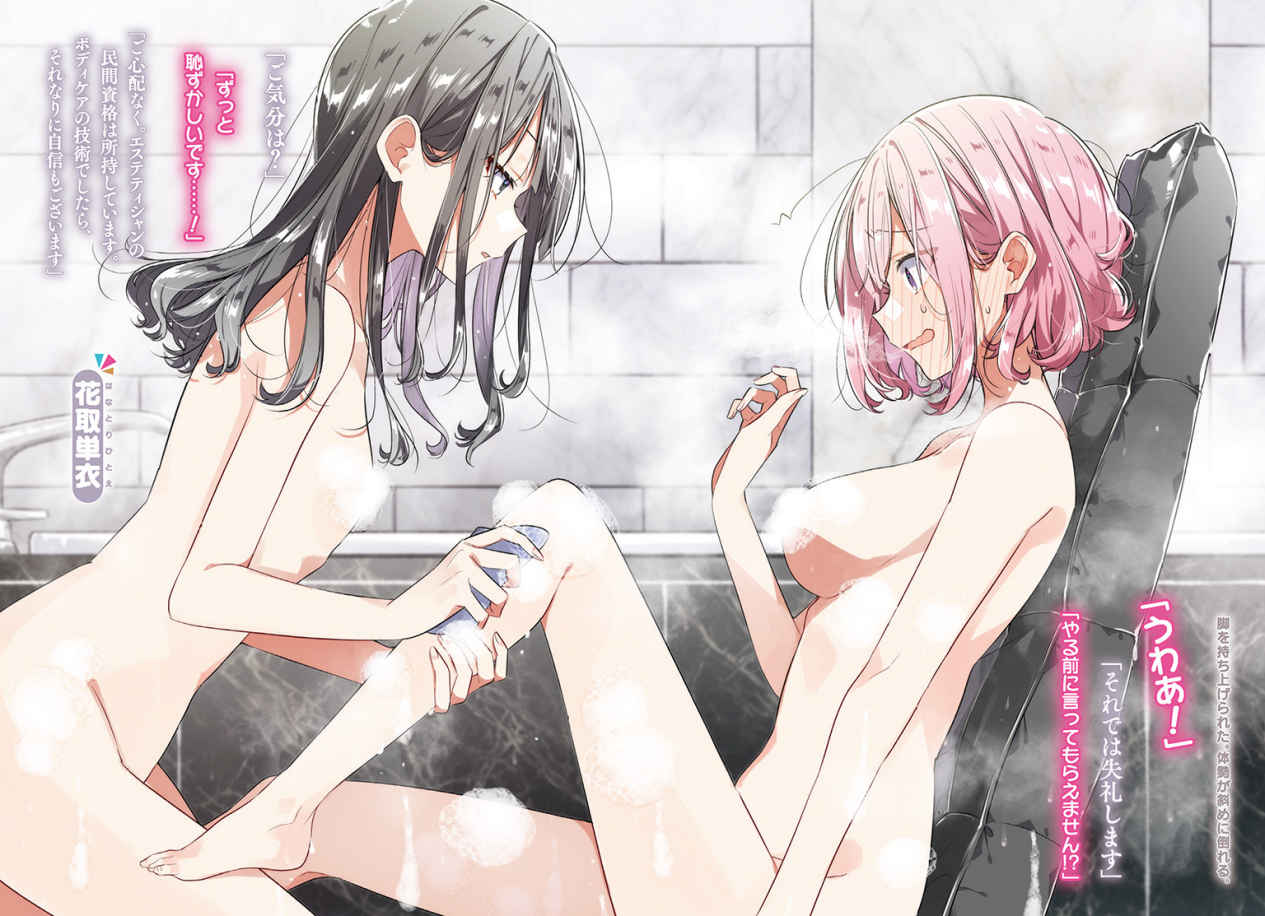 脚を持ち上げられた。体勢が斜めに倒れる。
「うわぁ！」
「それでは失礼します」
「やる前に言ってもらえません!?」
「ご気分は？」
「ずっと
恥ずかしいです……！」
「ご心配なく。エステティシャンの
民間資格は所持しています。
ボディケアの技術でしたら、
それなりに自信もございます」
はなとりひとえ
花取単衣